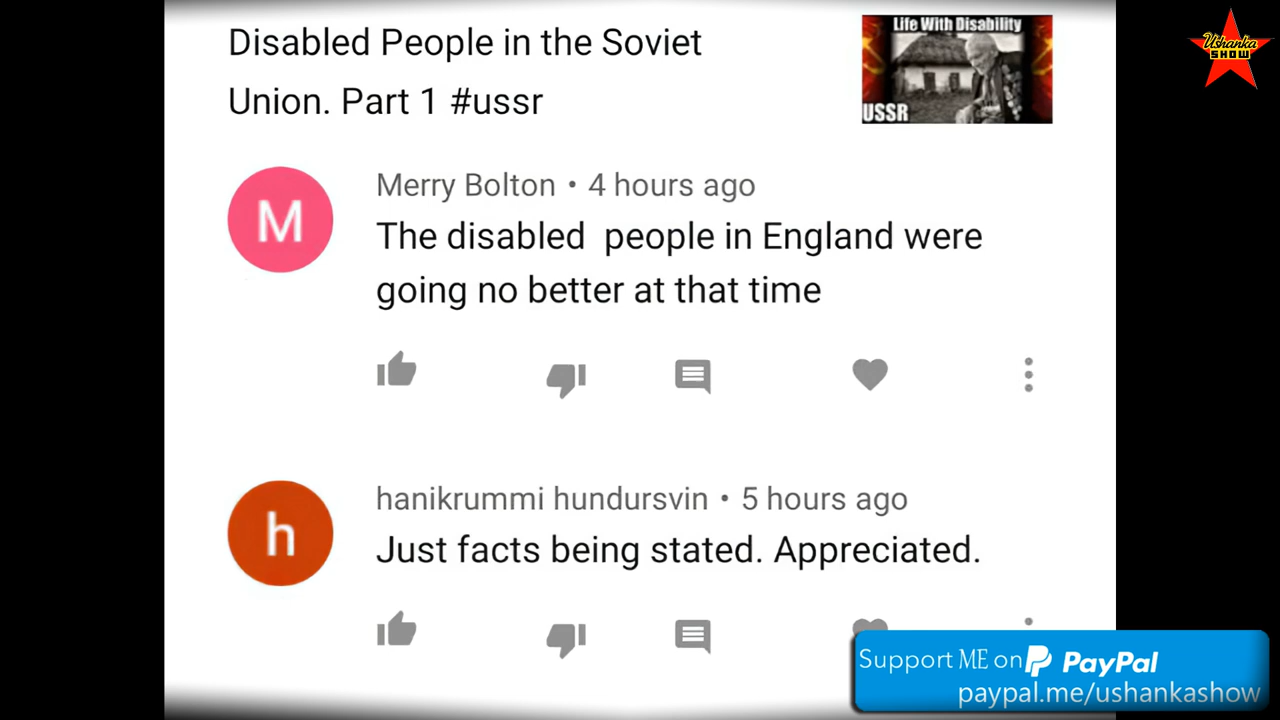 Disabled People in the Soviet
Union. Part 1 #ussr
Life With Disability
USSR
Ushanka
SHOW
M
Merry Bolton • 4 hours ago
The disabled  people in England were
going no better at that time
h
hanikrummi hundursvin • 5 hours ago
Just facts being stated. Appreciated.
Support ME on PayPal
paypal.me/ushankashow